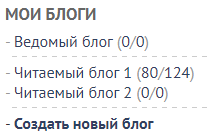 МОИ БЛОГИ
- Ведомый блог (0/0)
- Читаемый блог 1 (80/124)
- Читаемый блог 2 (0/0)
- Создать новый блог